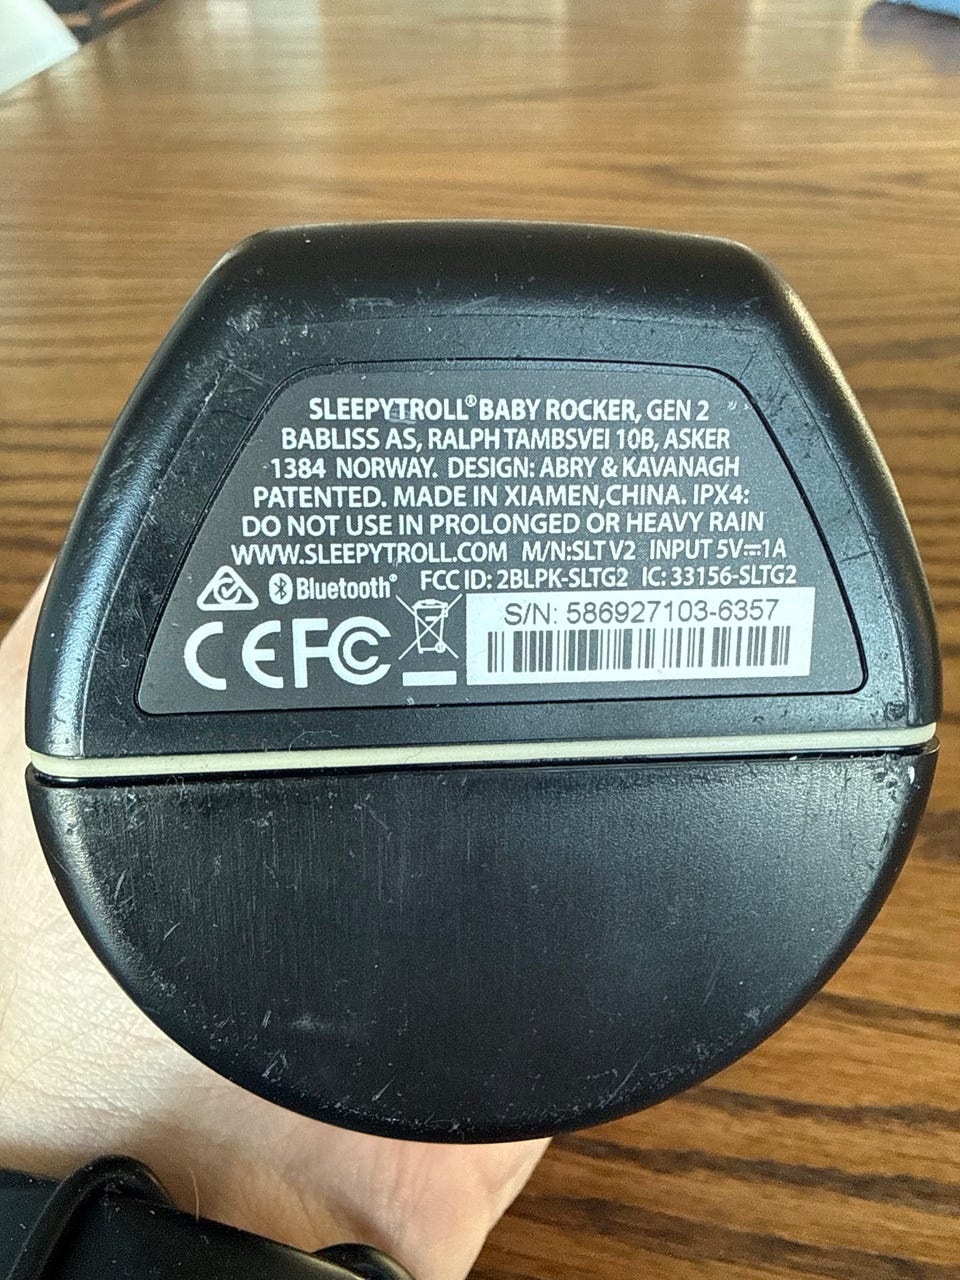 SLEEPYTROLL® BABY ROCKER, GEN 2
BABLISS AS, RALPH TAMBSVEI 10B, ASKER
1384 NORWAY. DESIGN: ABRY & KAVANAGH
PATENTED. MADE IN XIAMEN,CHINA. IPX4:
DO NOT USE IN PROLONGED OR HEAVY RAIN
WWW.SLEEPYTROLL.COM M/N:SLT V2 INPUT 5V⎓1A
Bluetooth® FCC ID: 2BLPK-SLTG2 IC: 33156-SLTG2
CE FC S/N: 586927103-6357